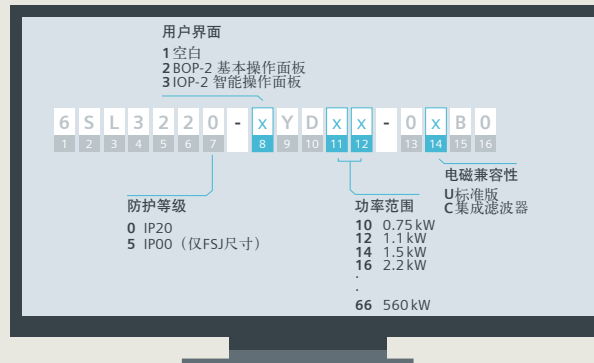 用户界面
1 空白
2 BOP-2 基本操作面板
3 IOP-2 智能操作面板
6 S L 3 2 2 0 - x Y D x x - 0 x B 0
1 2 3 4 5 6 7 8 9 10 11 12 13 14 15 16
防护等级
0 IP20
5 IP00（仅FSJ尺寸）
功率范围
10 0.75 kW
12 1.1 kW
14 1.5 kW
16 2.2 kW
.
.
66 560 kW
电磁兼容性
U标准版
C集成滤波器